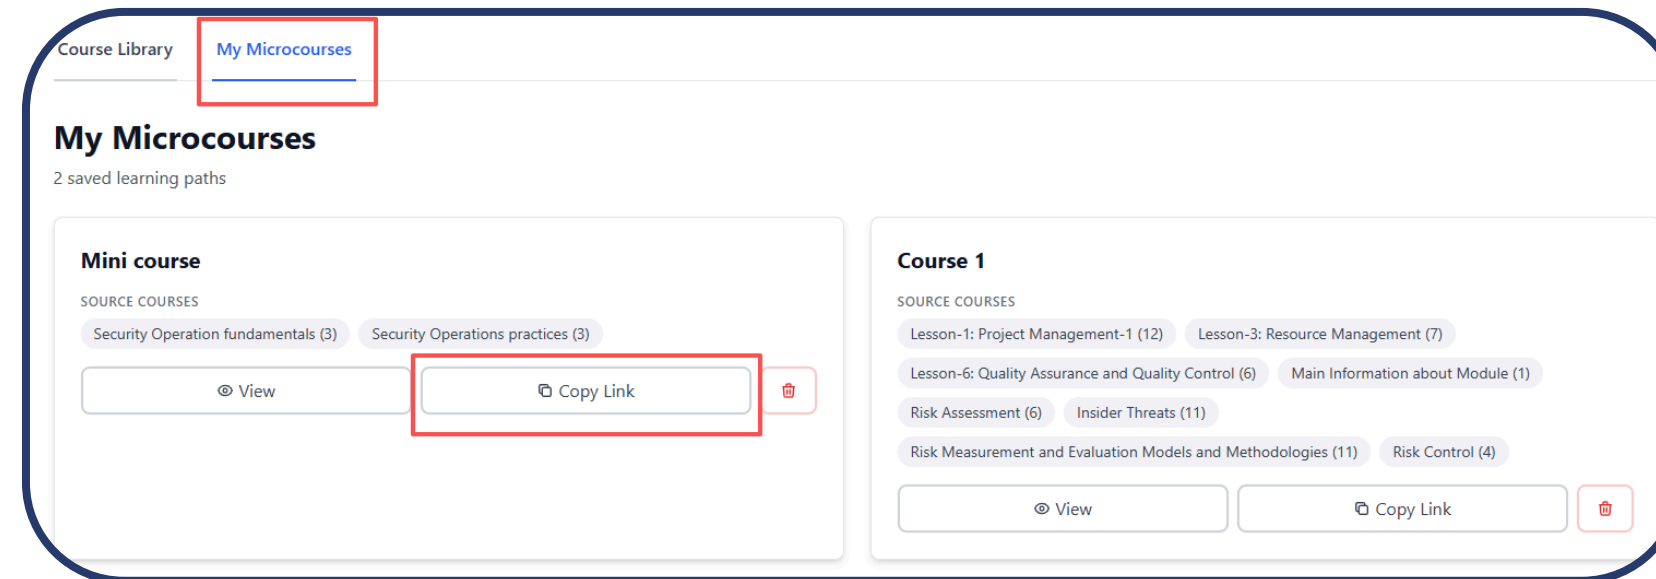 Course Library My Microcourses
My Microcourses
2 saved learning paths
Mini course
SOURCE COURSES
Security Operation fundamentals (3) Security Operations practices (3)
View Copy Link
Course 1
SOURCE COURSES
Lesson-1: Project Management-1 (12) Lesson-3: Resource Management (7)
Lesson-6: Quality Assurance and Quality Control (6) Main Information about Module (1)
Risk Assessment (6) Insider Threats (11)
Risk Measurement and Evaluation Models and Methodologies (11) Risk Control (4)
View Copy Link